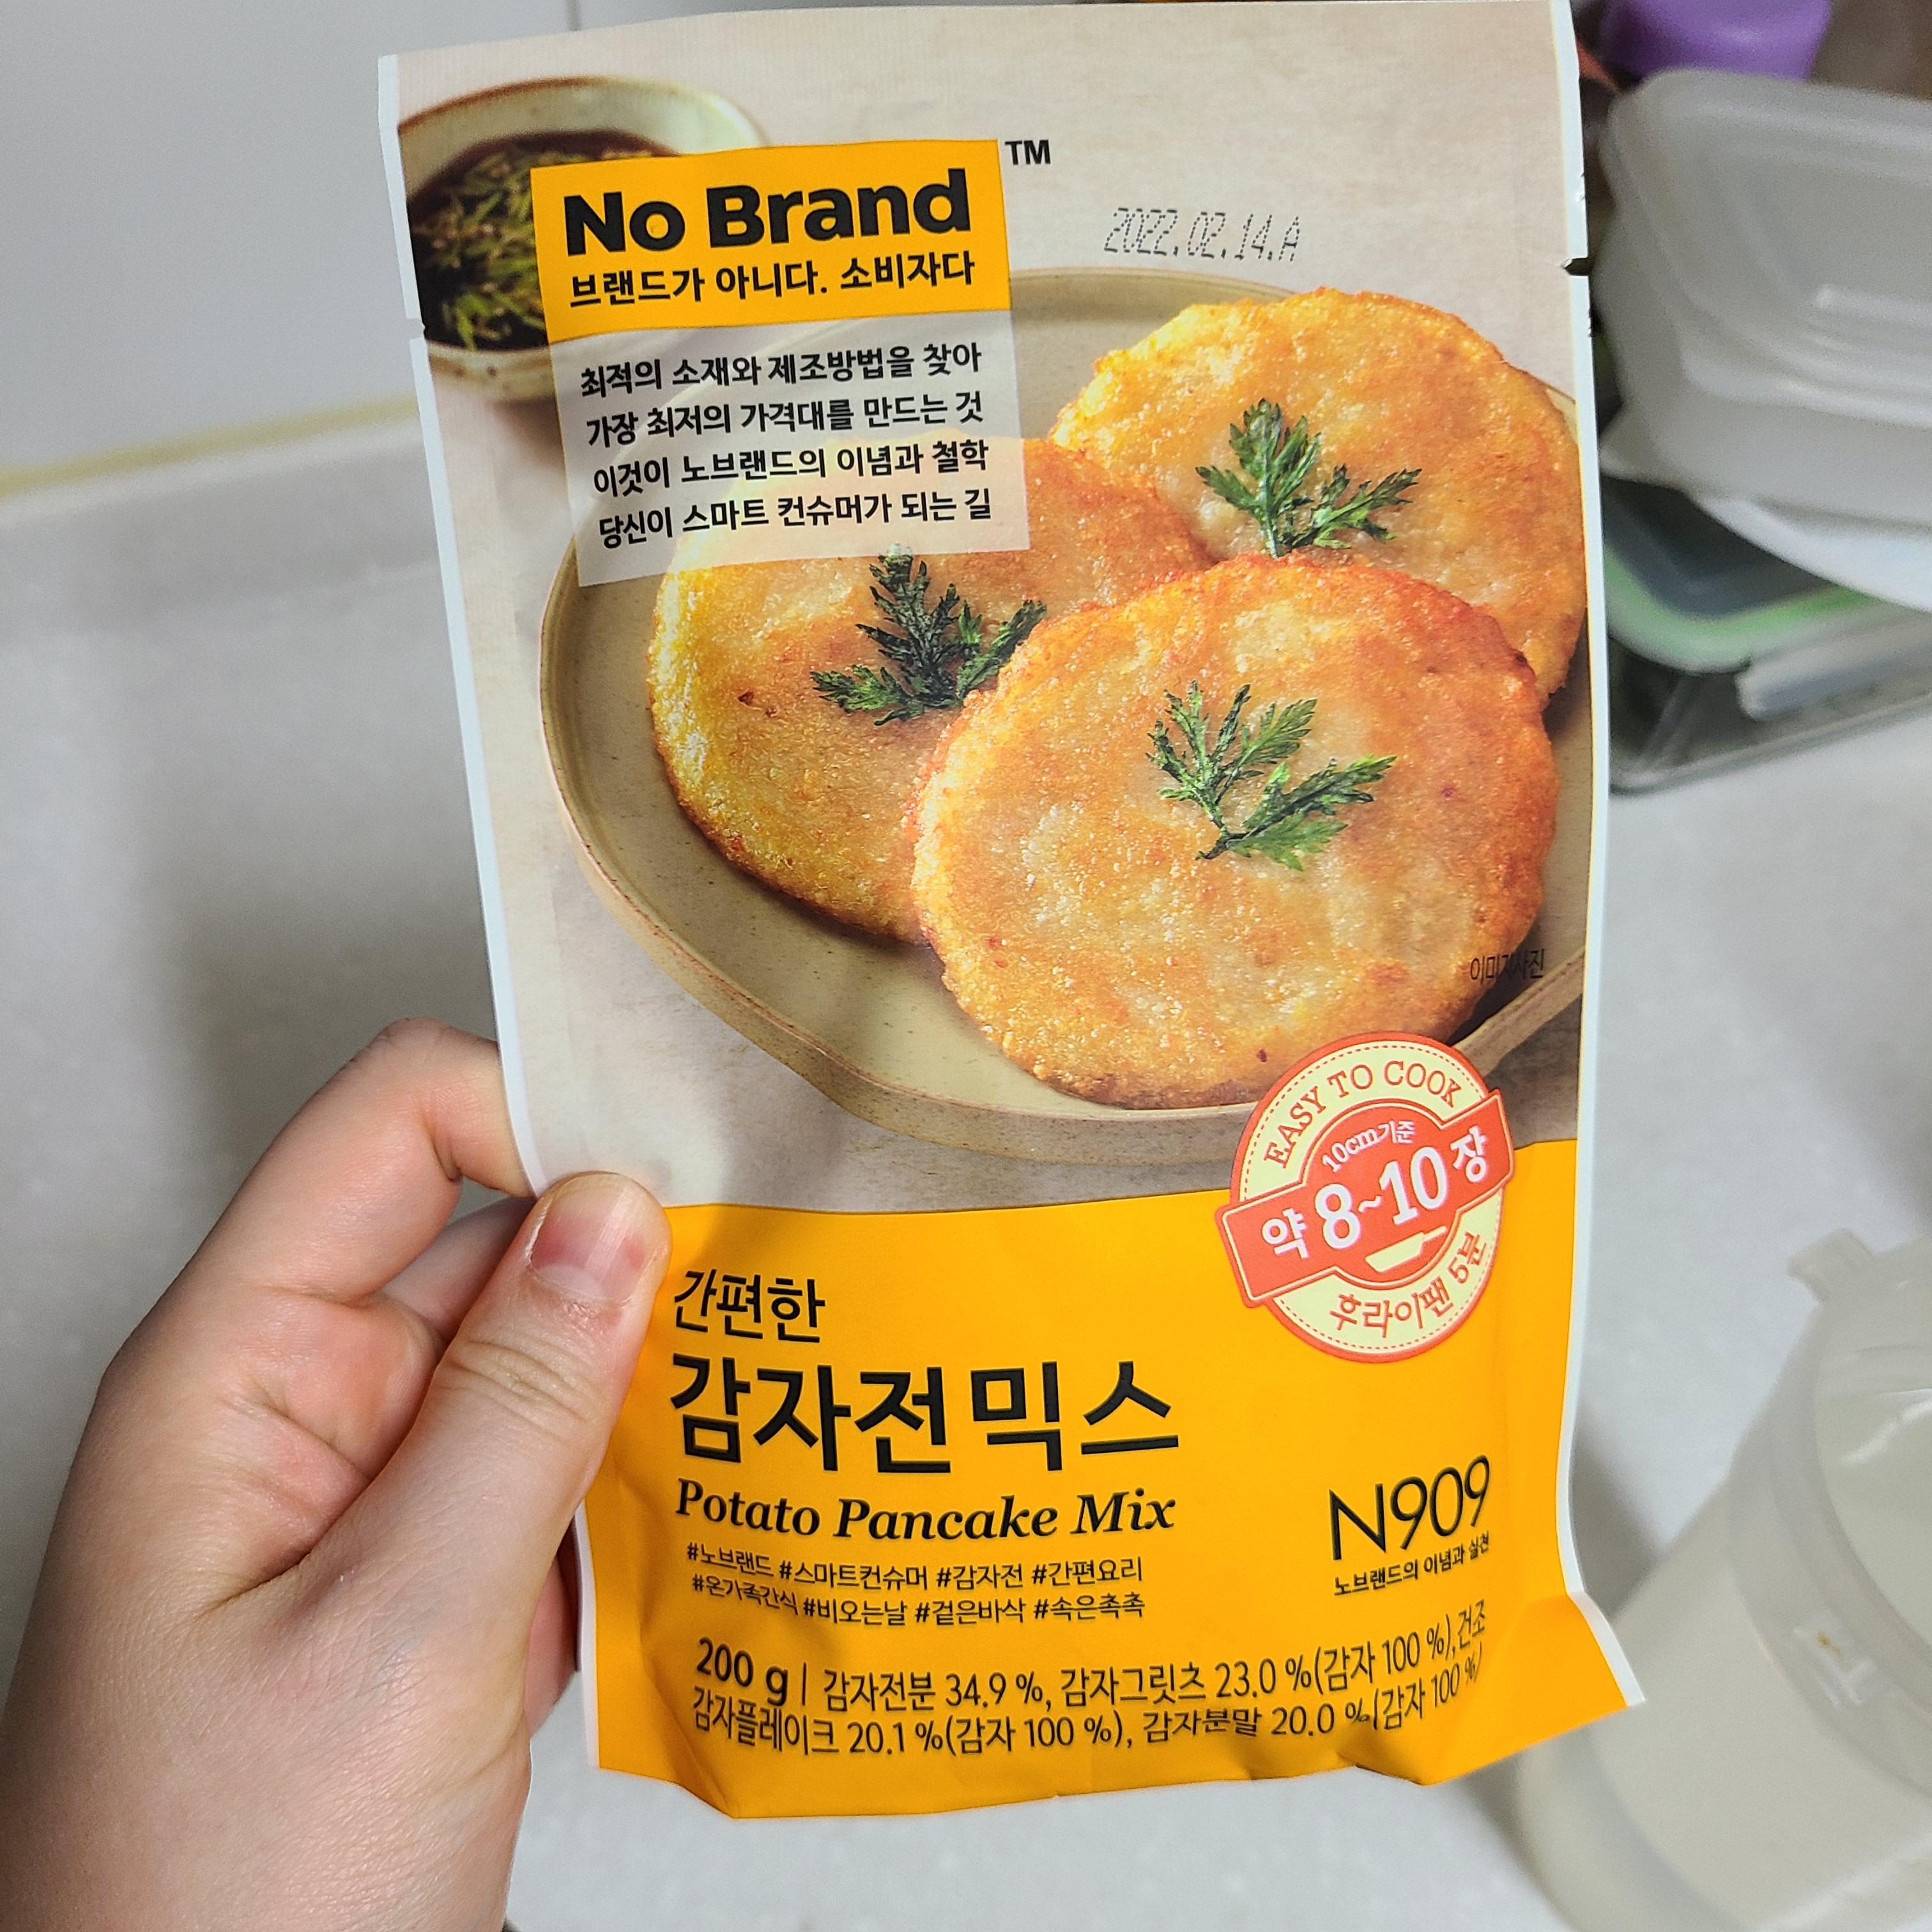 No Brand
TM
브랜드가 아니다. 소비자다
2022.02.14.A
최적의 소재와 제조방법을 찾아
가장 최저의 가격대를 만드는 것
이것이 노브랜드의 이념과 철학
당신이 스마트 컨슈머가 되는 길
이미지사진
EASY TO COOK
10cm기준
약 8~10장
후라이팬 5분
간편한
감자전믹스
Potato Pancake Mix
#노브랜드 #스마트컨슈머 #감자전 #간편요리
#온가족간식 #비오는날 #겉은바삭 #속은촉촉
N909
노브랜드의 이념과 실천
200 g | 감자전분 34.9 %, 감자그릿츠 23.0 %(감자 100 %), 건조
감자플레이크 20.1 %(감자 100 %), 감자분말 20.0 %(감자 100 %)